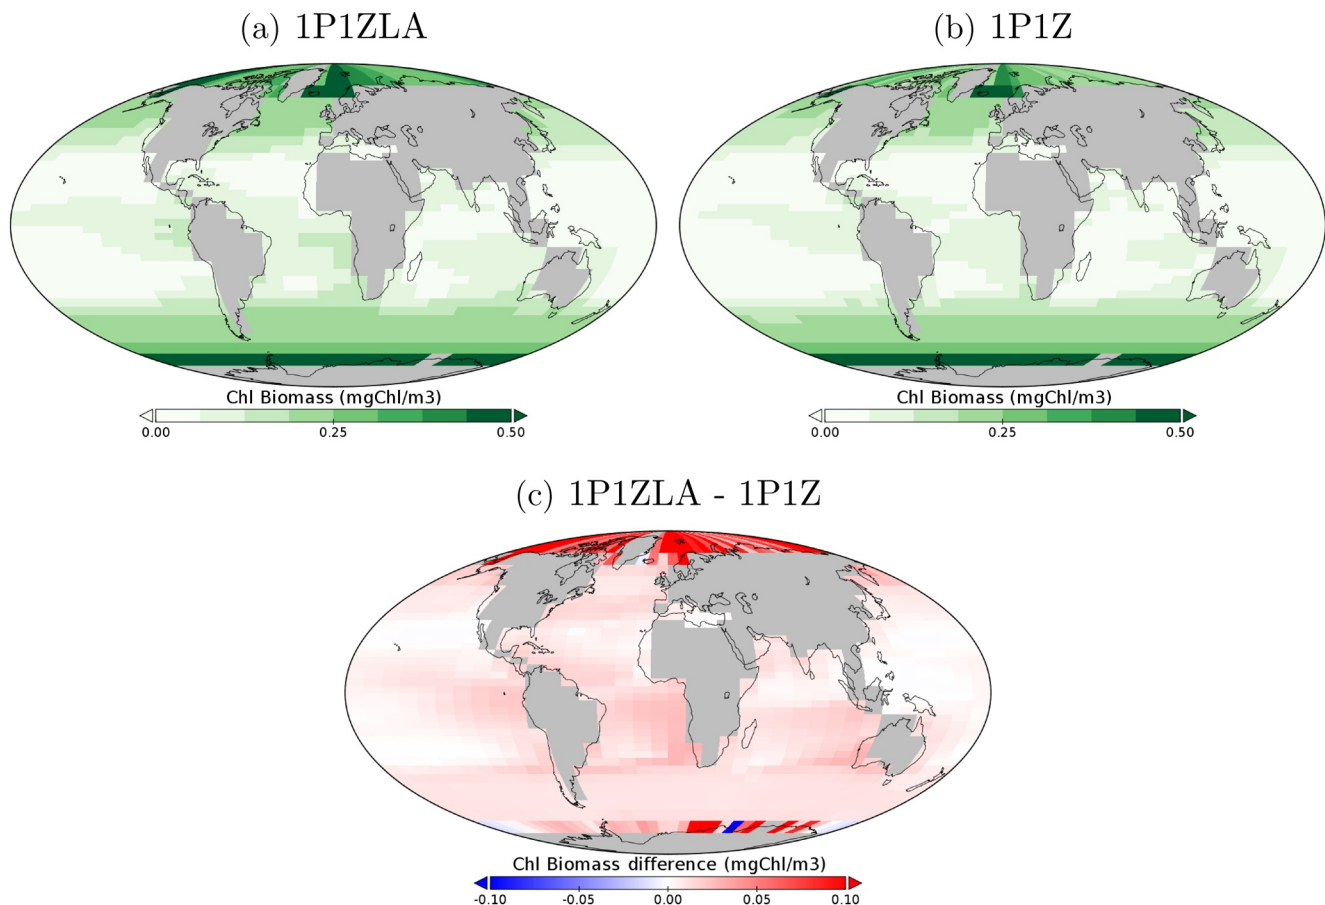 (a) 1P1ZLA
(b) 1P1Z
Chl Biomass (mgChl/m3)
0.00 0.25 0.50
Chl Biomass (mgChl/m3)
0.00 0.25 0.50
(c) 1P1ZLA - 1P1Z
Chl Biomass difference (mgChl/m3)
-0.10 -0.05 0.00 0.05 0.10